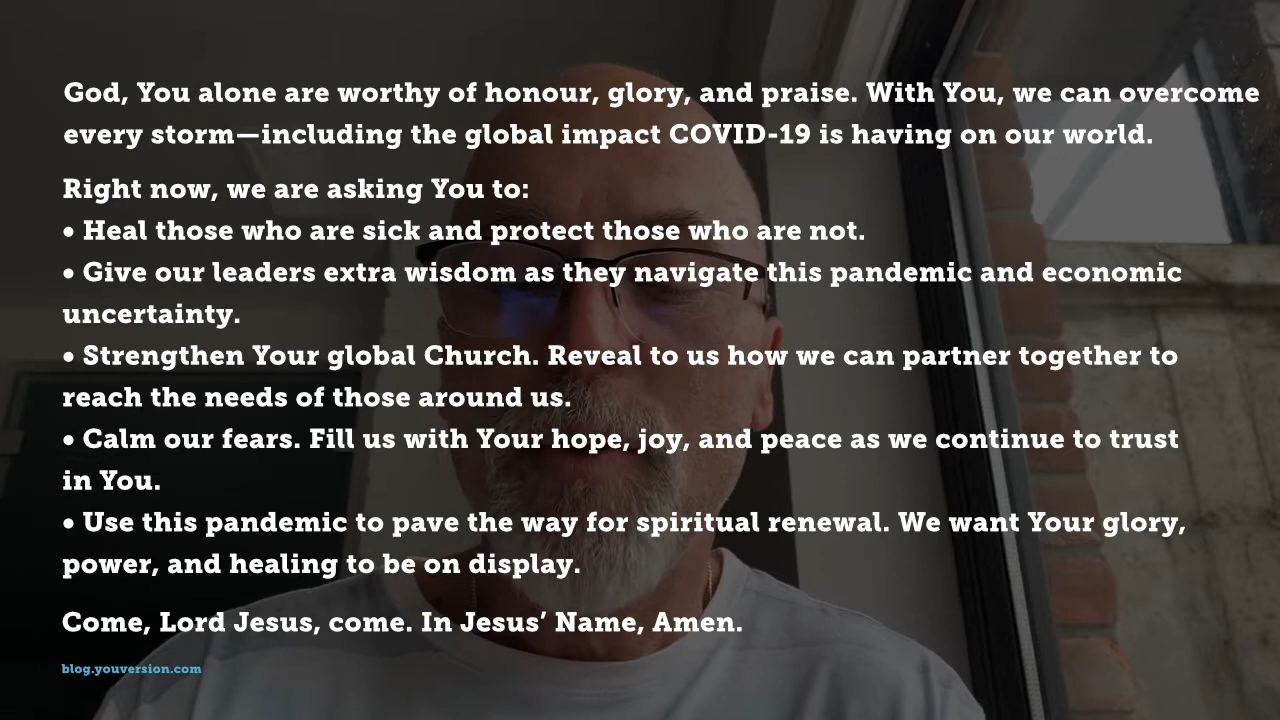 God, You alone are worthy of honour, glory, and praise. With You, we can overcome
every storm—including the global impact COVID-19 is having on our world.
Right now, we are asking You to:
• Heal those who are sick and protect those who are not.
• Give our leaders extra wisdom as they navigate this pandemic and economic
uncertainty.
• Strengthen Your global Church. Reveal to us how we can partner together to
reach the needs of those around us.
• Calm our fears. Fill us with Your hope, joy, and peace as we continue to trust
in You.
• Use this pandemic to pave the way for spiritual renewal. We want Your glory,
power, and healing to be on display.
Come, Lord Jesus, come. In Jesus’ Name, Amen.
blog.youversion.com